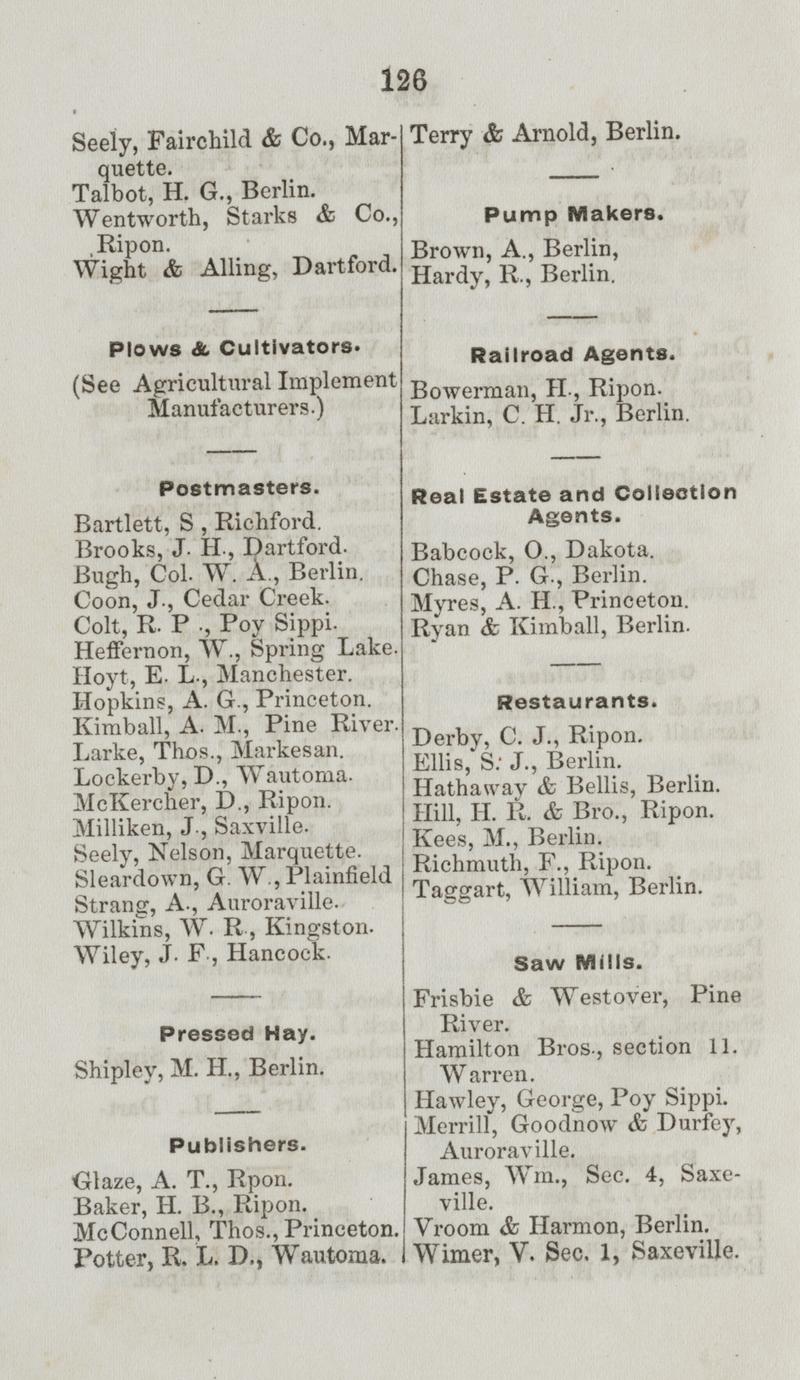 126
Seely, Fairchild & Co., Mar-
quette.
Talbot, H. G., Berlin.
Wentworth, Starks & Co.,
Ripon.
Wight & Alling, Dartford.
Plows & Cultivators.
(See Agricultural Implement
Manufacturers.)
Postmasters.
Bartlett, S , Richford.
Brooks, J. H., Dartford.
Bugh, Col. W. A., Berlin.
Coon, J., Cedar Creek.
Colt, R. P ., Poy Sippi.
Heffernon, W., Spring Lake.
Hoyt, E. L., Manchester.
Hopkins, A. G., Princeton.
Kimball, A. M., Pine River.
Larke, Thos., Markesan.
Lockerby, D., Wautoma.
McKercher, D., Ripon.
Milliken, J., Saxville.
Seely, Nelson, Marquette.
Sleardown, G. W., Plainfield
Strang, A., Auroraville.
Wilkins, W. R., Kingston.
Wiley, J. F., Hancock.
Pressed Hay.
Shipley, M. H., Berlin.
Publishers.
Glaze, A. T., Rpon.
Baker, H. B., Ripon.
McConnell, Thos., Princeton.
Potter, R. L. D., Wautoma.
Terry & Arnold, Berlin.
Pump Makers.
Brown, A., Berlin,
Hardy, R., Berlin.
Railroad Agents.
Bowerman, H., Ripon.
Larkin, C. H. Jr., Berlin.
Real Estate and Collection
Agents.
Babcock, O., Dakota.
Chase, P. G., Berlin.
Myres, A. H., Princeton.
Ryan & Kimball, Berlin.
Restaurants.
Derby, C. J., Ripon.
Ellis, S. J., Berlin.
Hathaway & Bellis, Berlin.
Hill, H. R. & Bro., Ripon.
Kees, M., Berlin.
Richmuth, F., Ripon.
Taggart, William, Berlin.
Saw Mills.
Frisbie & Westover, Pine
River.
Hamilton Bros., section 11.
Warren.
Hawley, George, Poy Sippi.
Merrill, Goodnow & Durfey,
Auroraville.
James, Wm., Sec. 4, Saxe-
ville.
Vroom & Harmon, Berlin.
Wimer, V. Sec. 1, Saxeville.